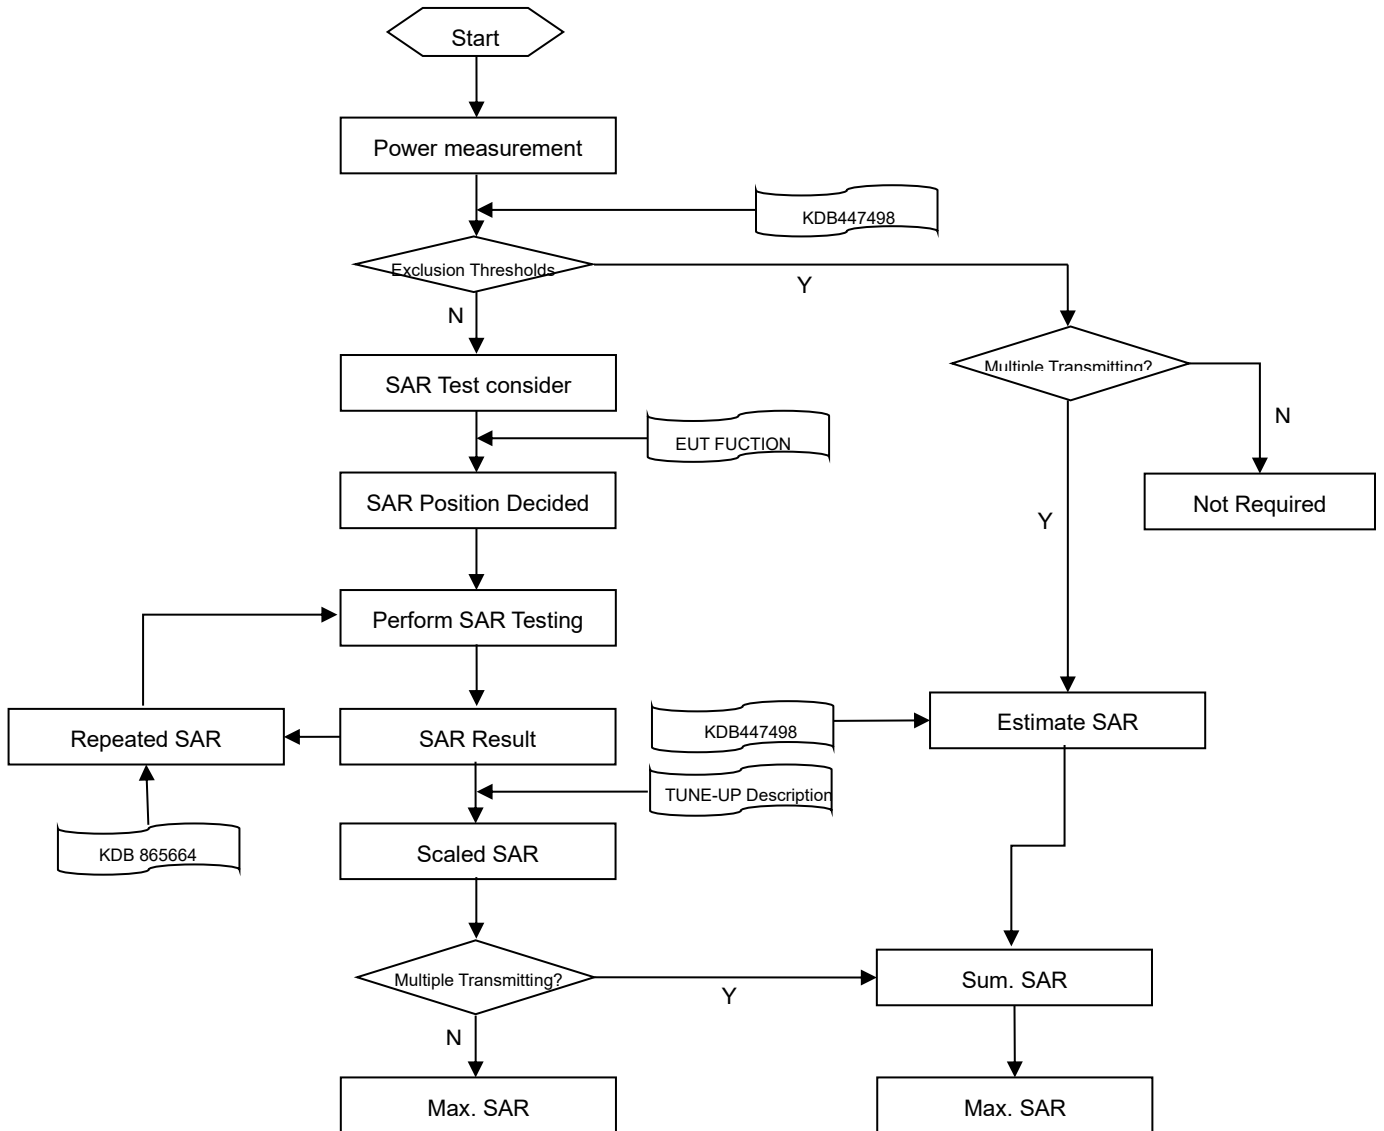 Start
Power measurement
KDB447498
Exclusion Thresholds
Y
N
Multiple Transmitting?
SAR Test consider
N
EUT FUCTION
SAR Position Decided
Not Required
Y
Perform SAR Testing
Repeated SAR
SAR Result
KDB447498
Estimate SAR
TUNE-UP Description
KDB 865664
Scaled SAR
Multiple Transmitting?
Y
Sum. SAR
N
Max. SAR
Max. SAR